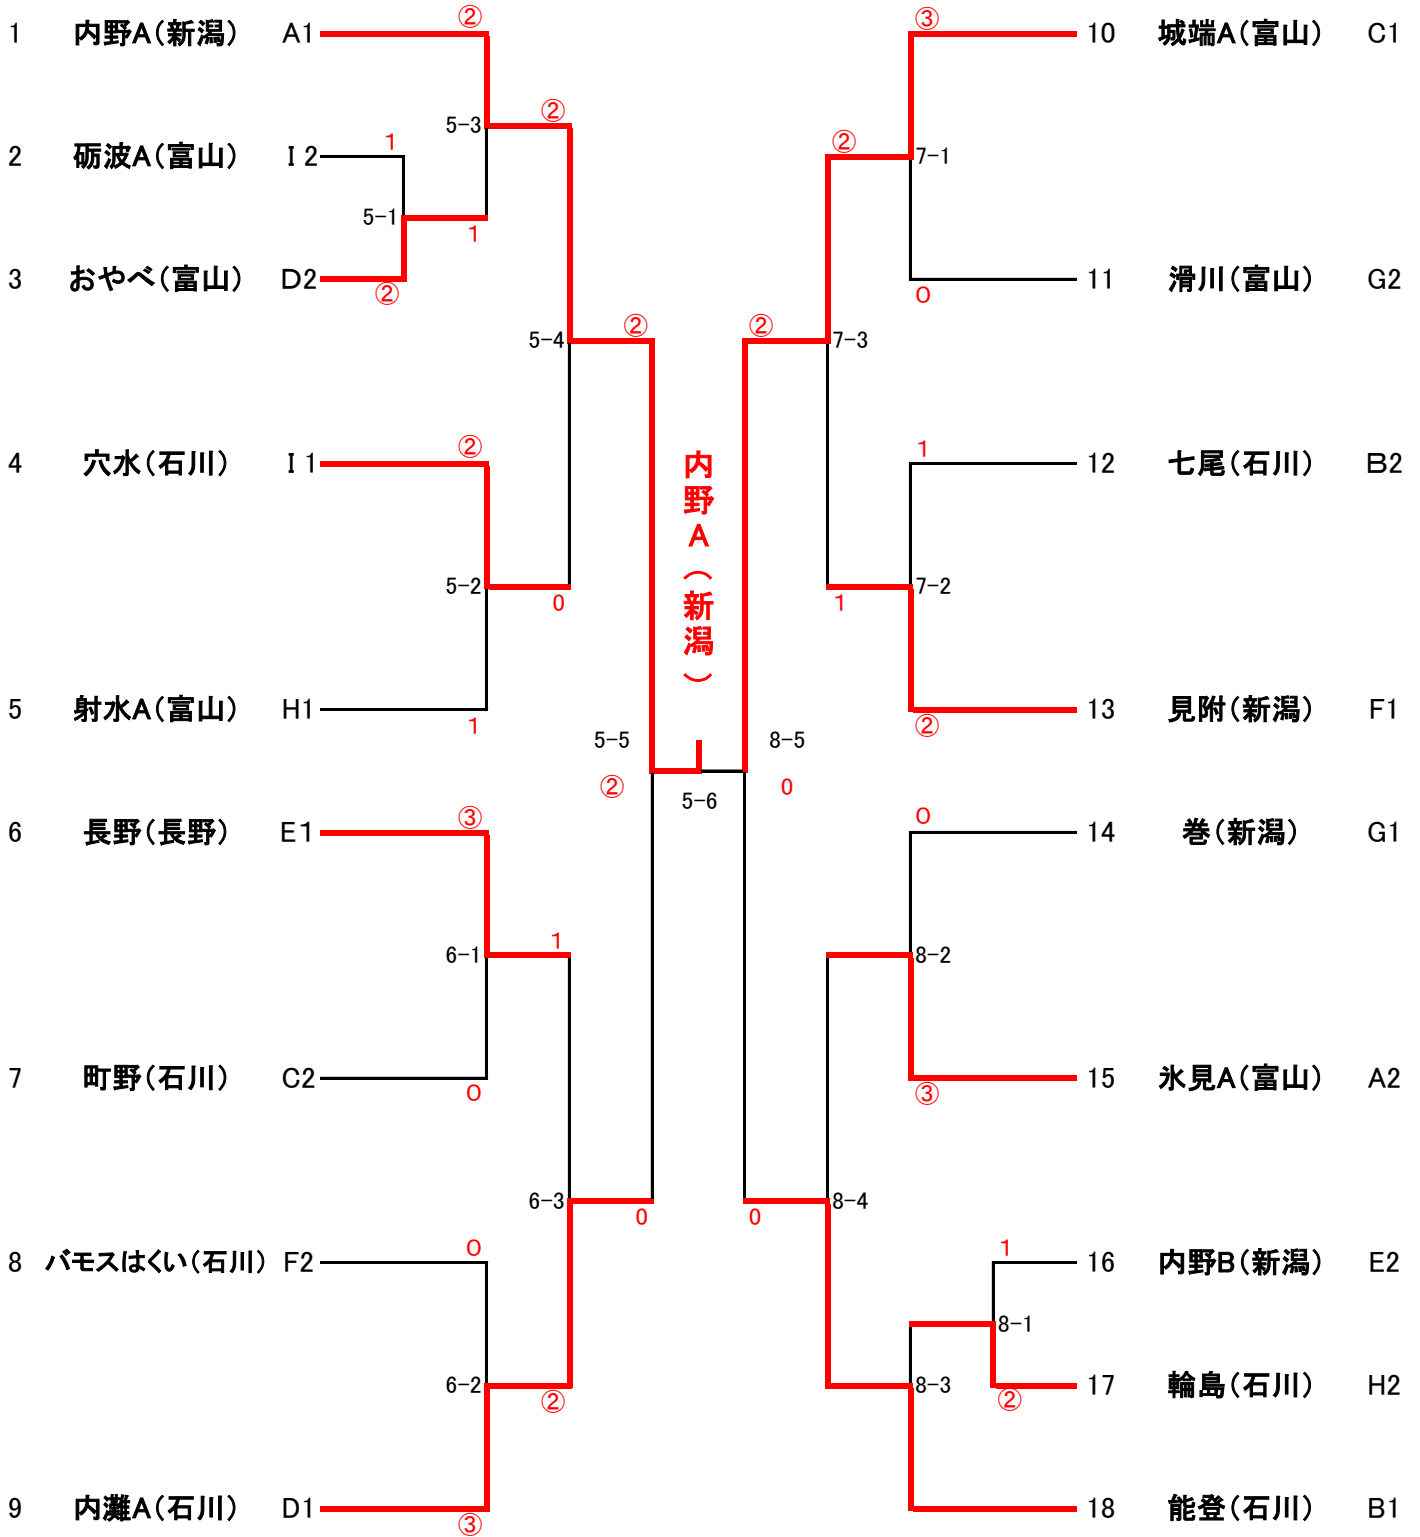 ②
③
1 内野A(新潟) A1
10 城端A(富山) C1
②
5-3
1
②
7-1
2 砺波A(富山) I 2
5-1
1
3 おやべ(富山) D2
②
11 滑川(富山) G2
0
②
②
5-4
7-3
②
1
4 穴水(石川) I 1
12 七尾(石川) B2
内野A(新潟)
5-2
0
1
7-2
5 射水A(富山) H1
1
13 見附(新潟) F1
②
5-5
8-5
②
0
5-6
③
0
6 長野(長野) E1
14 巻(新潟) G1
1
6-1
8-2
7 町野(石川) C2
0
15 氷見A(富山) A2
③
6-3
0
0
8-4
0
1
8 バモスはくい(石川) F2
16 内野B(新潟) E2
8-1
6-2
②
8-3
②
17 輪島(石川) H2
9 内灘A(石川) D1
③
18 能登(石川) B1